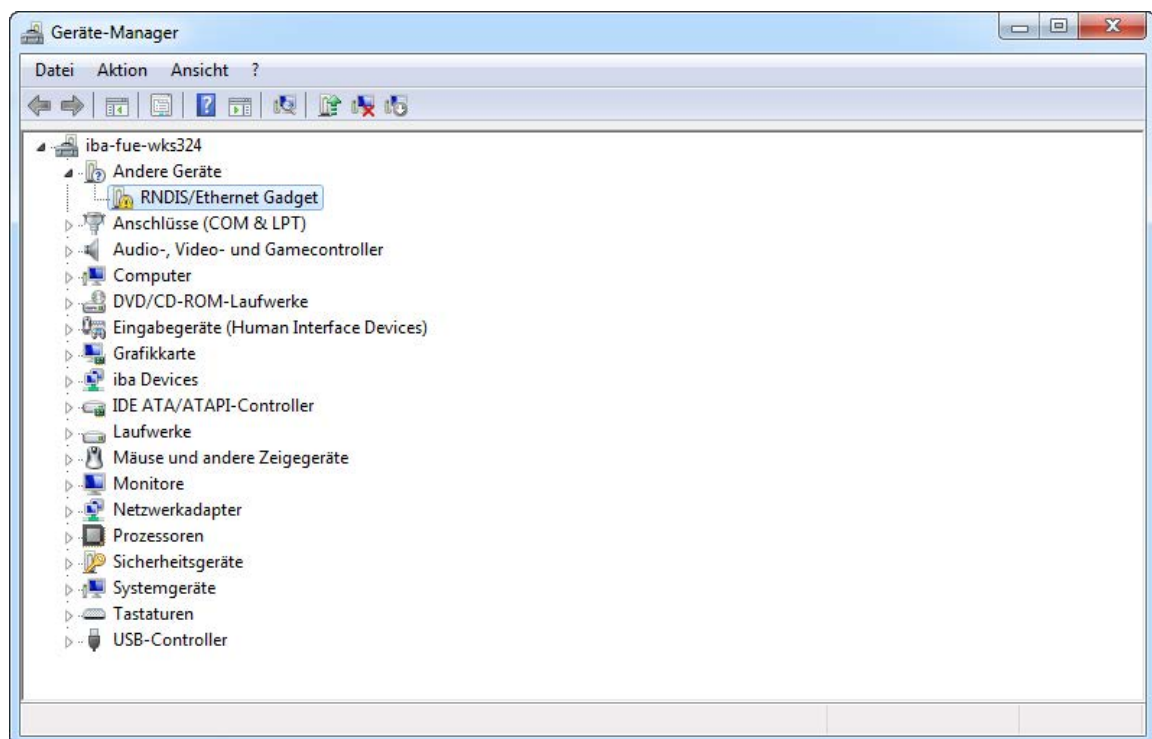 Geräte-Manager
Datei Aktion Ansicht ?
iba-fue-wks324
Andere Geräte
RNDIS/Ethernet Gadget
Anschlüsse (COM & LPT)
Audio-, Video- und Gamecontroller
Computer
DVD/CD-ROM-Laufwerke
Eingabegeräte (Human Interface Devices)
Grafikkarte
iba Devices
IDE ATA/ATAPI-Controller
Laufwerke
Mäuse und andere Zeigegeräte
Monitore
Netzwerkadapter
Prozessoren
Sicherheitsgeräte
Systemgeräte
Tastaturen
USB-Controller